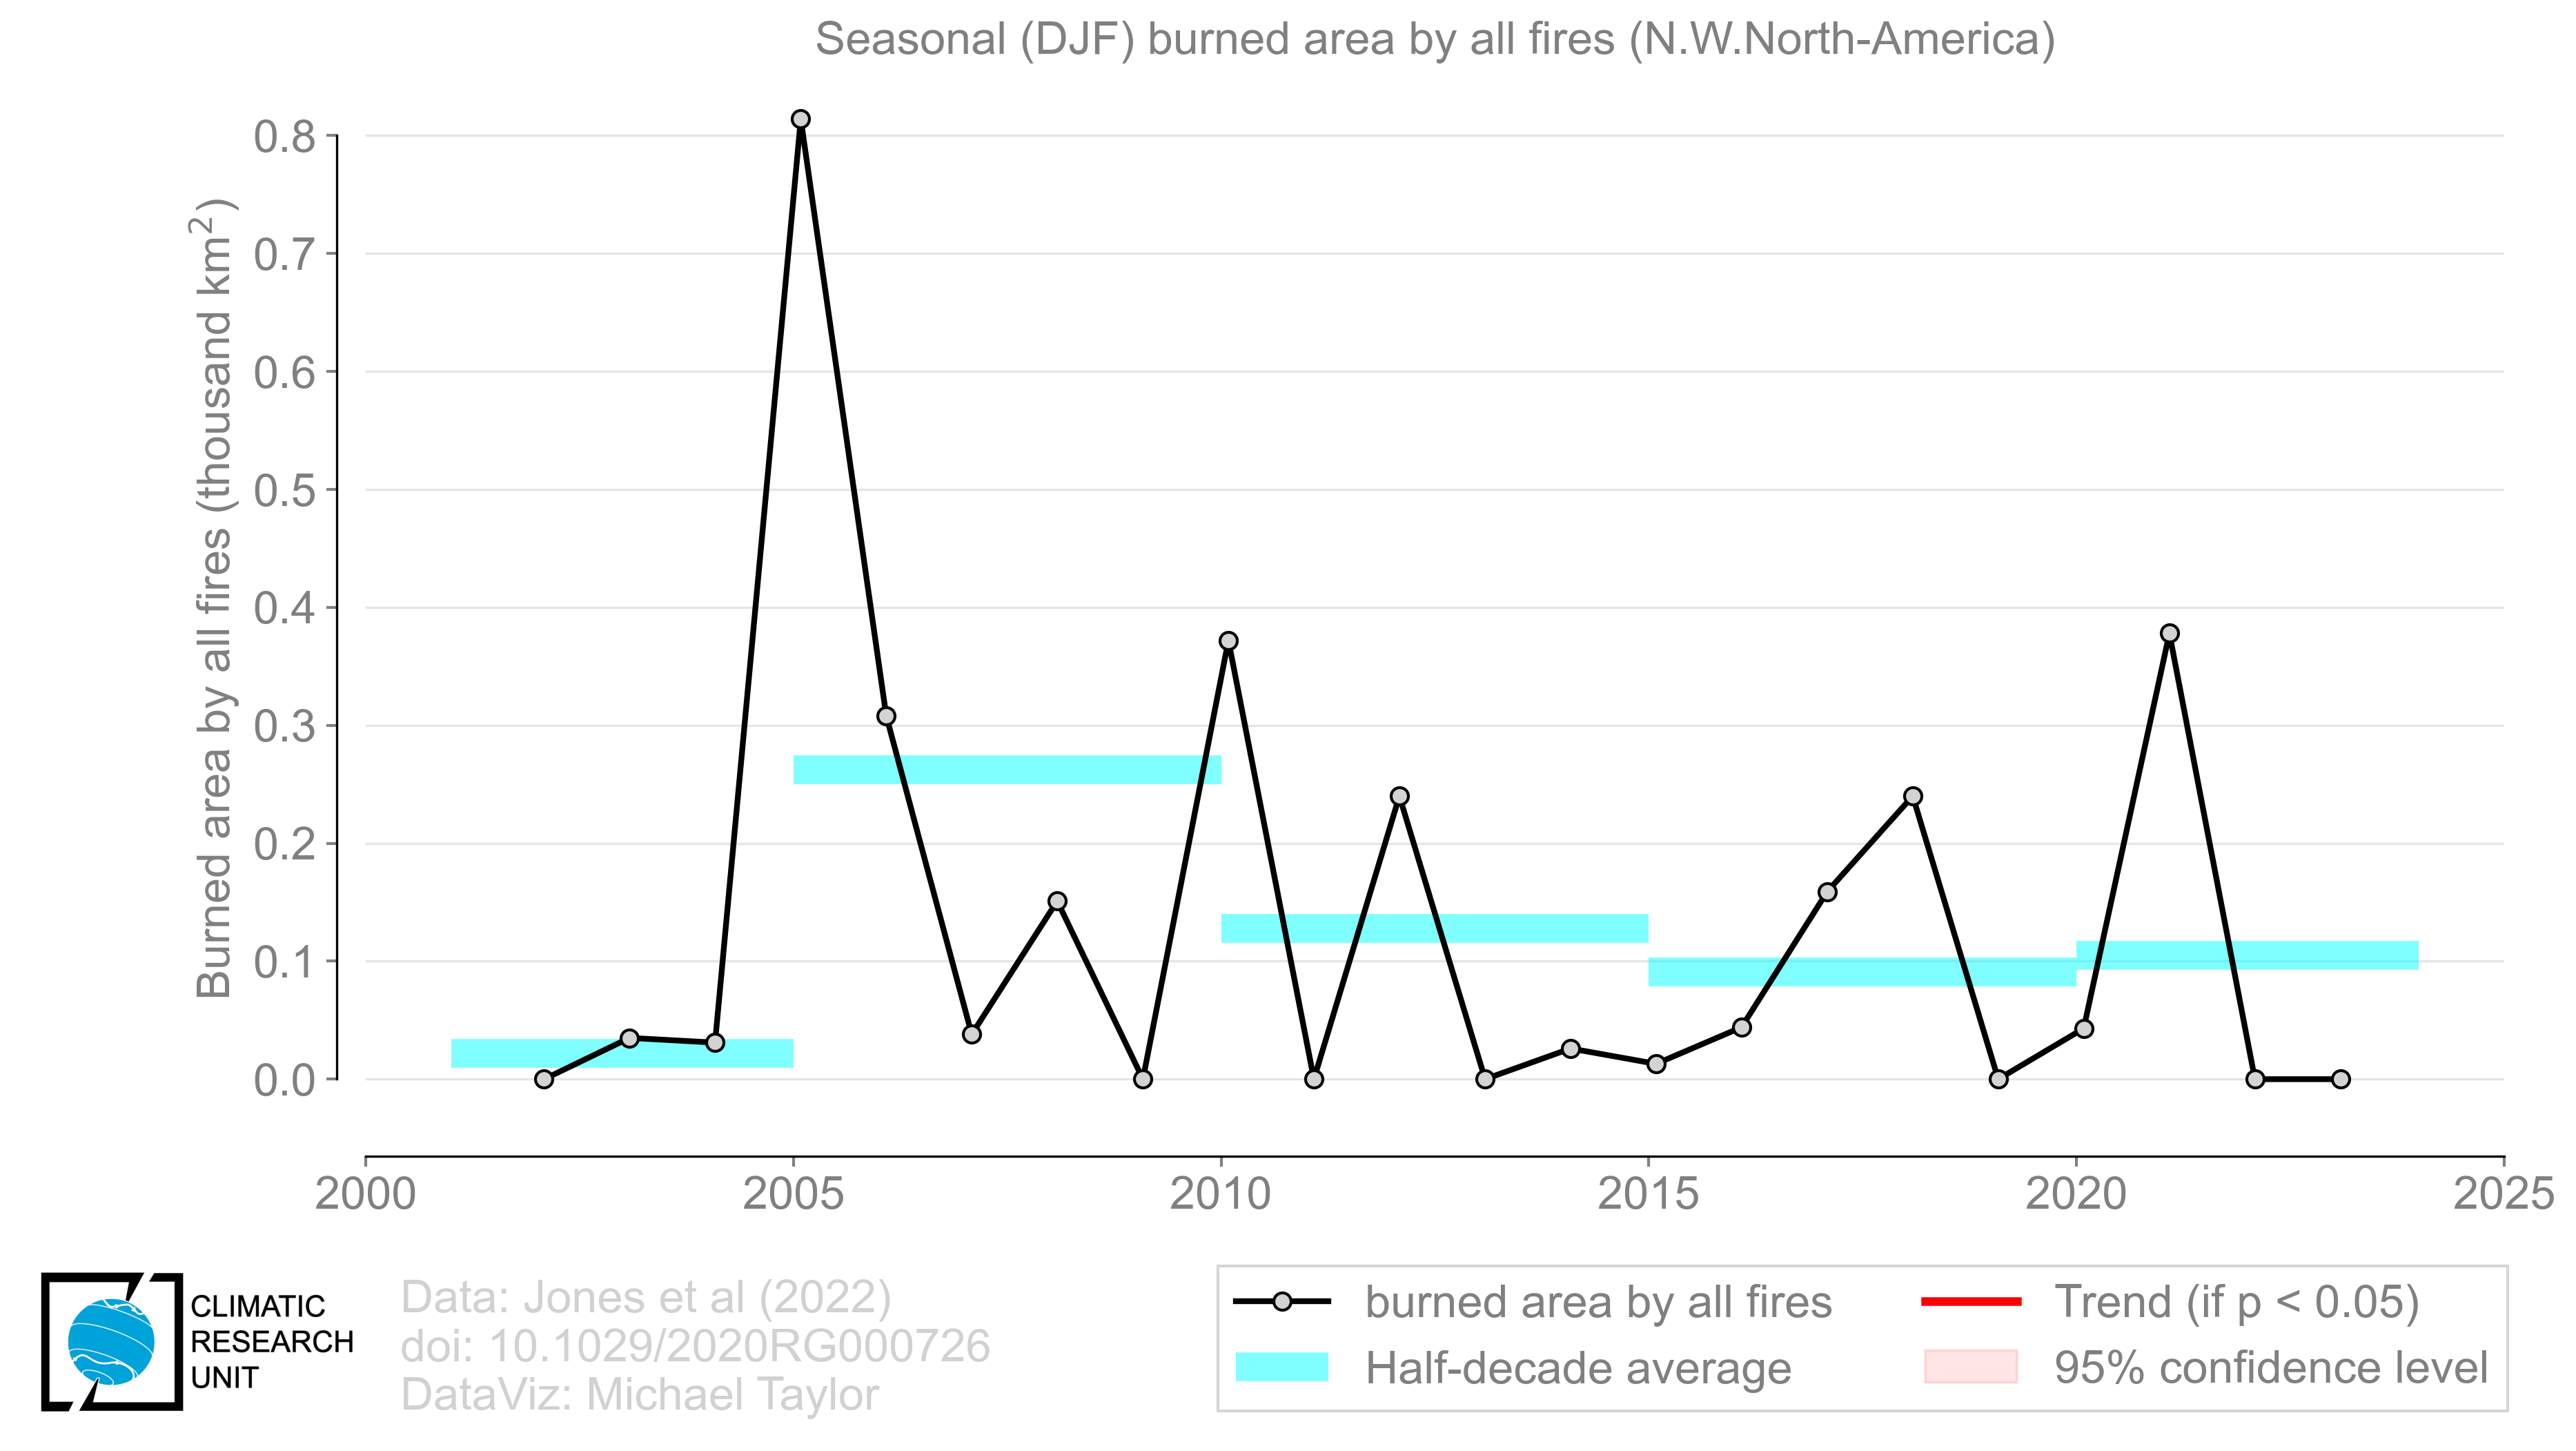 Seasonal (DJF) burned area by all fires (N.W.North-America)
Burned area by all fires (thousand km²)
0.8
0.7
0.6
0.5
0.4
0.3
0.2
0.1
0.0
2000
2005
2010
2015
2020
2025
CLIMATIC
RESEARCH
UNIT
Data: Jones et al (2022)
doi: 10.1029/2020RG000726
DataViz: Michael Taylor
burned area by all fires
Half-decade average
Trend (if p < 0.05)
95% confidence level